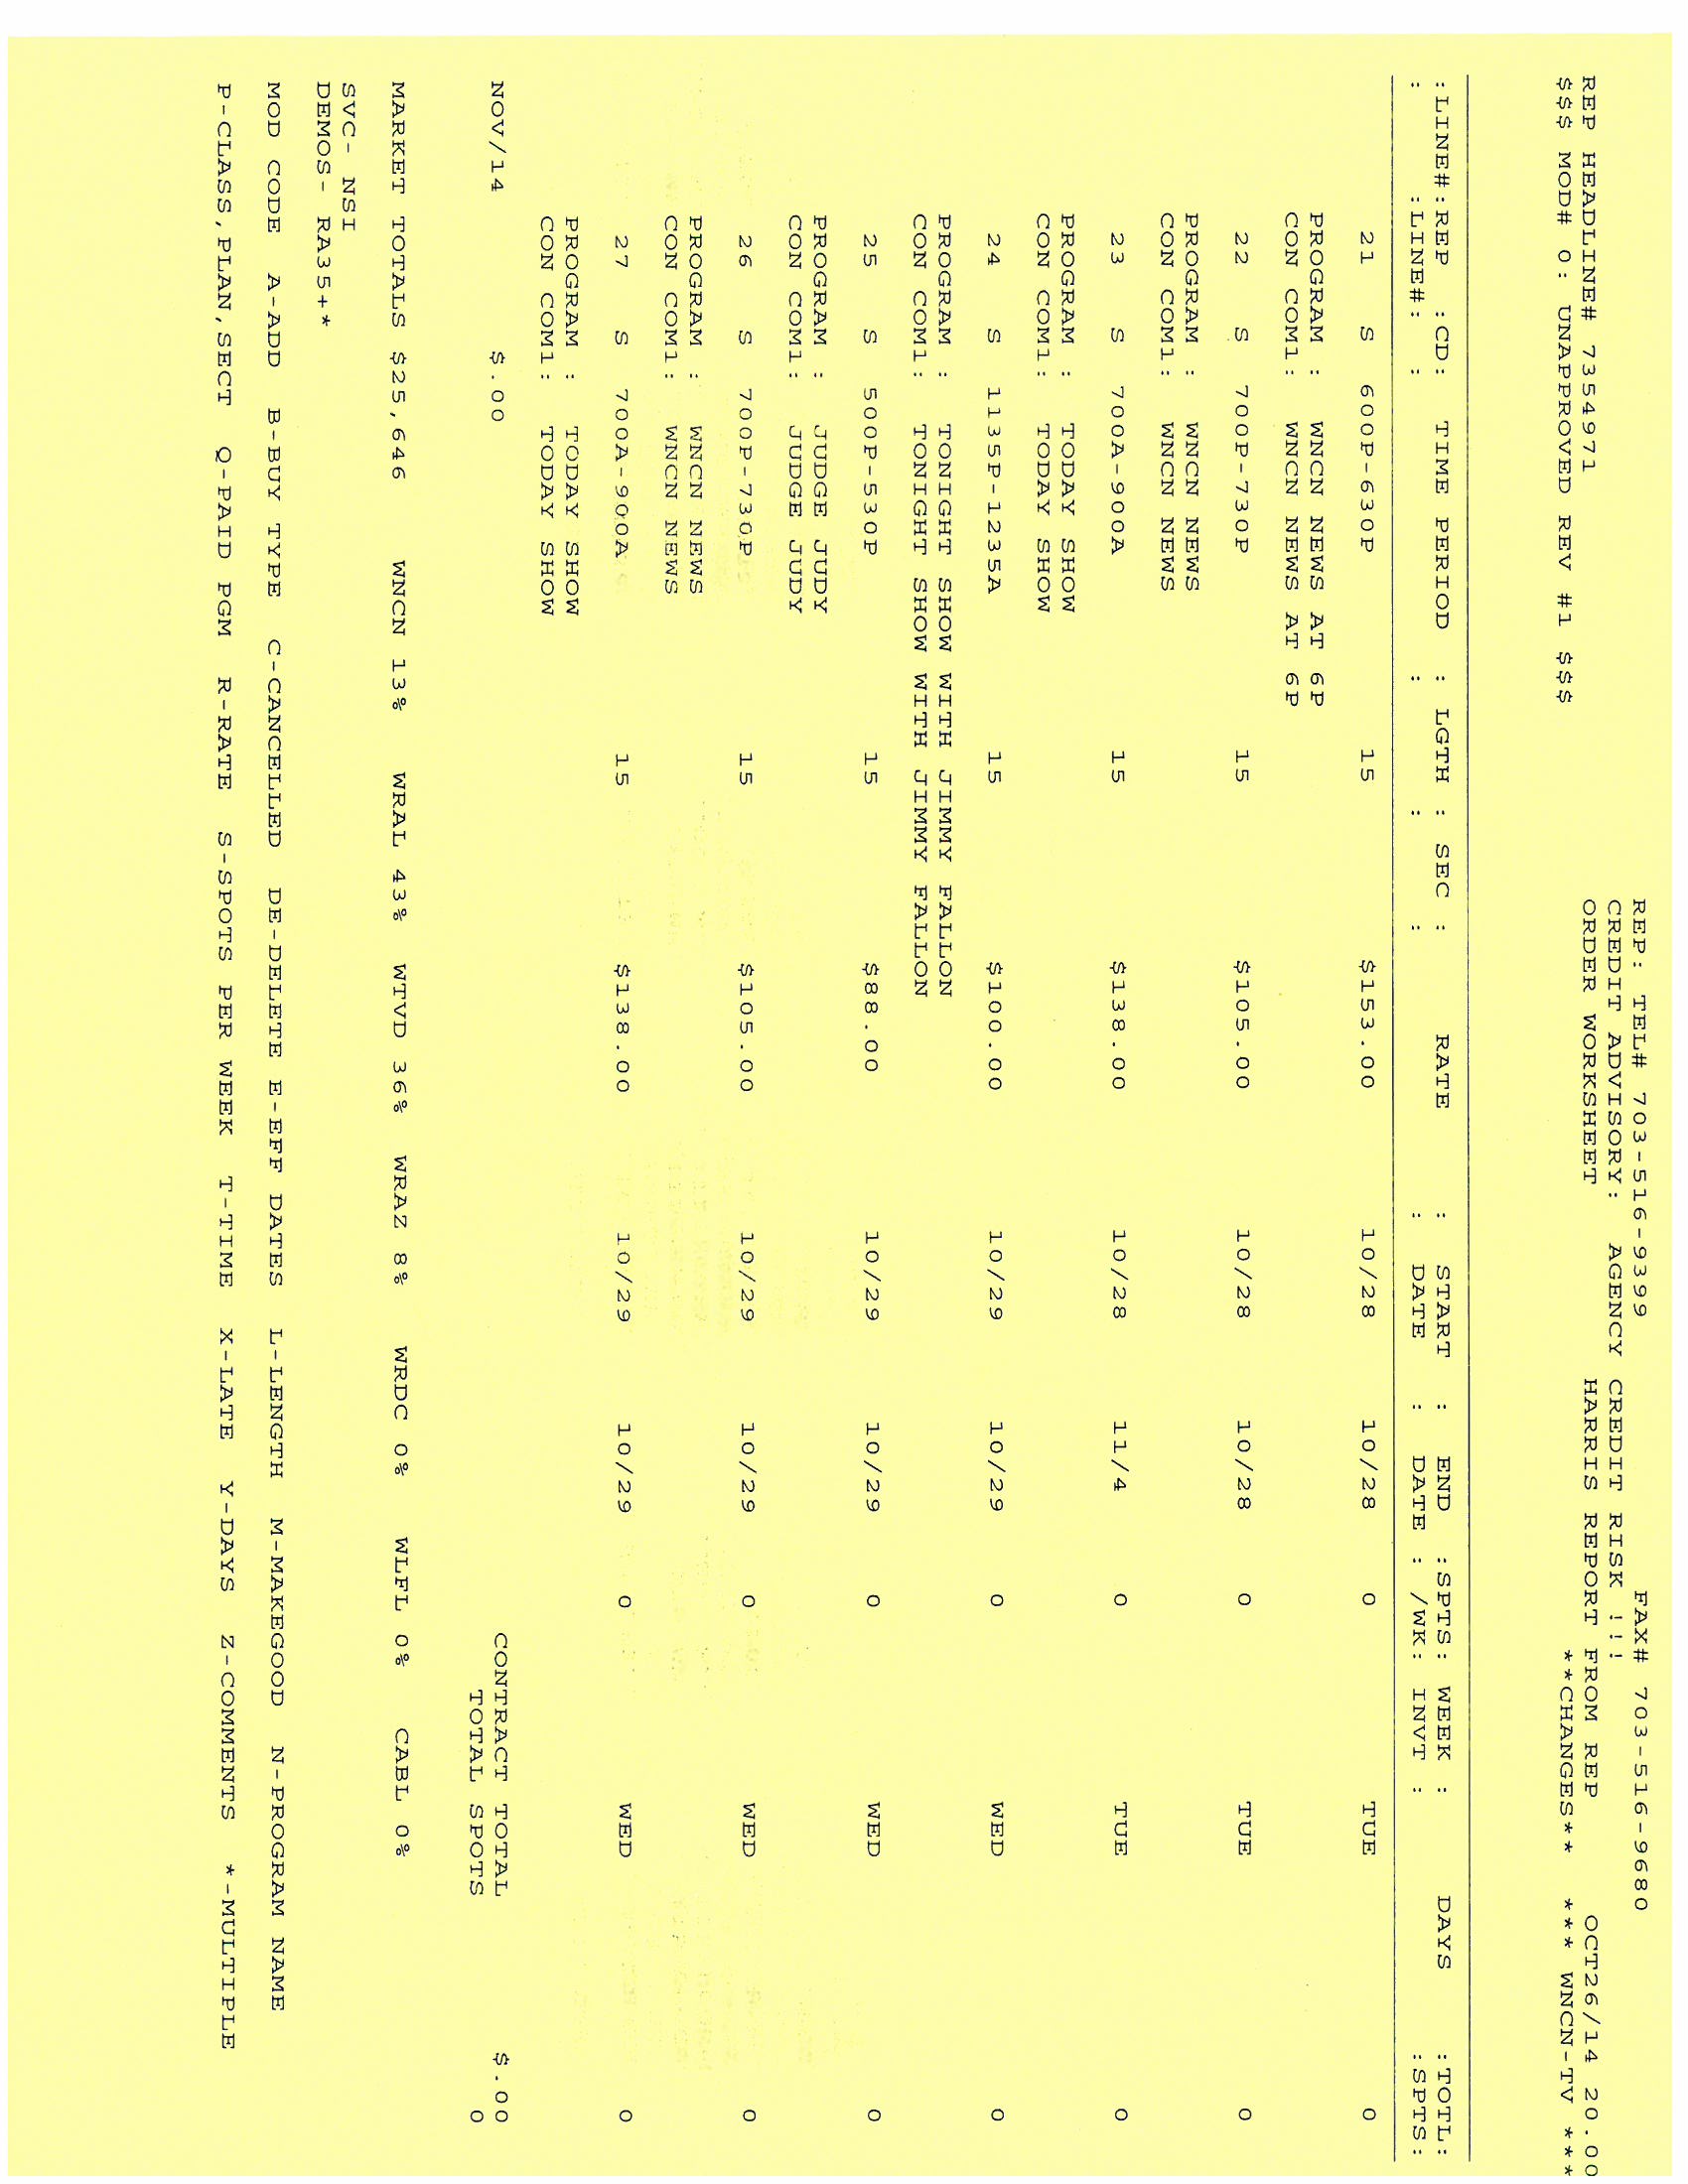 REP: TEL# 703-516-9399 FAX# 703-516-9680
CREDIT ADVISORY: AGENCY CREDIT RISK !!!
REP HEADLINE# 7354971 ORDER WORKSHEET HARRIS REPORT FROM REP OCT26/14 20.00
$$$ MOD# 0: UNAPPROVED REV #1 $$$ **CHANGES** *** WNCN-TV ***
:LINE#:REP :CD: TIME PERIOD : LGTH : SEC : RATE : START : END :SPTS: WEEK : DAYS :TOTL:
: :LINE#: : : : : DATE : DATE : /WK: INVT : :SPTS:
21 S 600P-630P 15 $153.00 10/28 10/28 0 TUE 0
PROGRAM : WNCN NEWS AT 6P
CON COM1: WNCN NEWS AT 6P
22 S 700P-730P 15 $105.00 10/28 10/28 0 TUE 0
PROGRAM : WNCN NEWS
CON COM1: WNCN NEWS
23 S 700A-900A 15 $138.00 10/28 11/4 0 TUE 0
PROGRAM : TODAY SHOW
CON COM1: TODAY SHOW
24 S 1135P-1235A 15 $100.00 10/29 10/29 0 WED 0
PROGRAM : TONIGHT SHOW WITH JIMMY FALLON
CON COM1: TONIGHT SHOW WITH JIMMY FALLON
25 S 500P-530P 15 $88.00 10/29 10/29 0 WED 0
PROGRAM : JUDGE JUDY
CON COM1: JUDGE JUDY
26 S 700P-730P 15 $105.00 10/29 10/29 0 WED 0
PROGRAM : WNCN NEWS
CON COM1: WNCN NEWS
27 S 700A-900A 15 $138.00 10/29 10/29 0 WED 0
PROGRAM : TODAY SHOW
CON COM1: TODAY SHOW
NOV/14 $.00 CONTRACT TOTAL $.00
TOTAL SPOTS 0
MARKET TOTALS $25,646 WNCN 13% WRAL 43% WTVD 36% WRAZ 8% WRDC 0% WLFL 0% CABL 0%
SVC- NSI
DEMOS- RA35+*
MOD CODE A-ADD B-BUY TYPE C-CANCELLED DE-DELETE E-EFF DATES L-LENGTH M-MAKEGOOD N-PROGRAM NAME
P-CLASS,PLAN,SECT Q-PAID PGM R-RATE S-SPOTS PER WEEK T-TIME X-LATE Y-DAYS Z-COMMENTS *-MULTIPLE